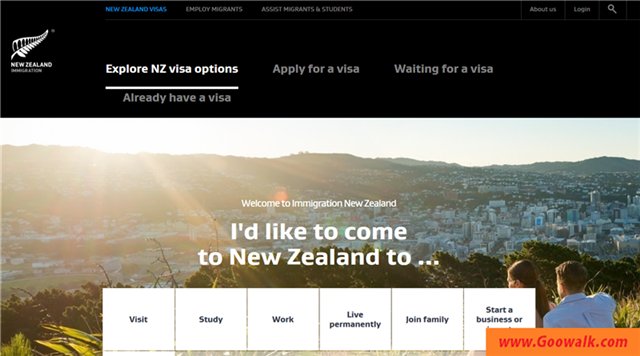 NEW ZEALAND VISAS
EMPLOY MIGRANTS
ASSIST MIGRANTS & STUDENTS
About us
Login
NEW ZEALAND
IMMIGRATION
Explore NZ visa options
Apply for a visa
Waiting for a visa
Already have a visa
Welcome to Immigration New Zealand
I'd like to come
to New Zealand to ...
Visit
Study
Work
Live
permanently
Join family
Start a
business or
www.Goowalk.com